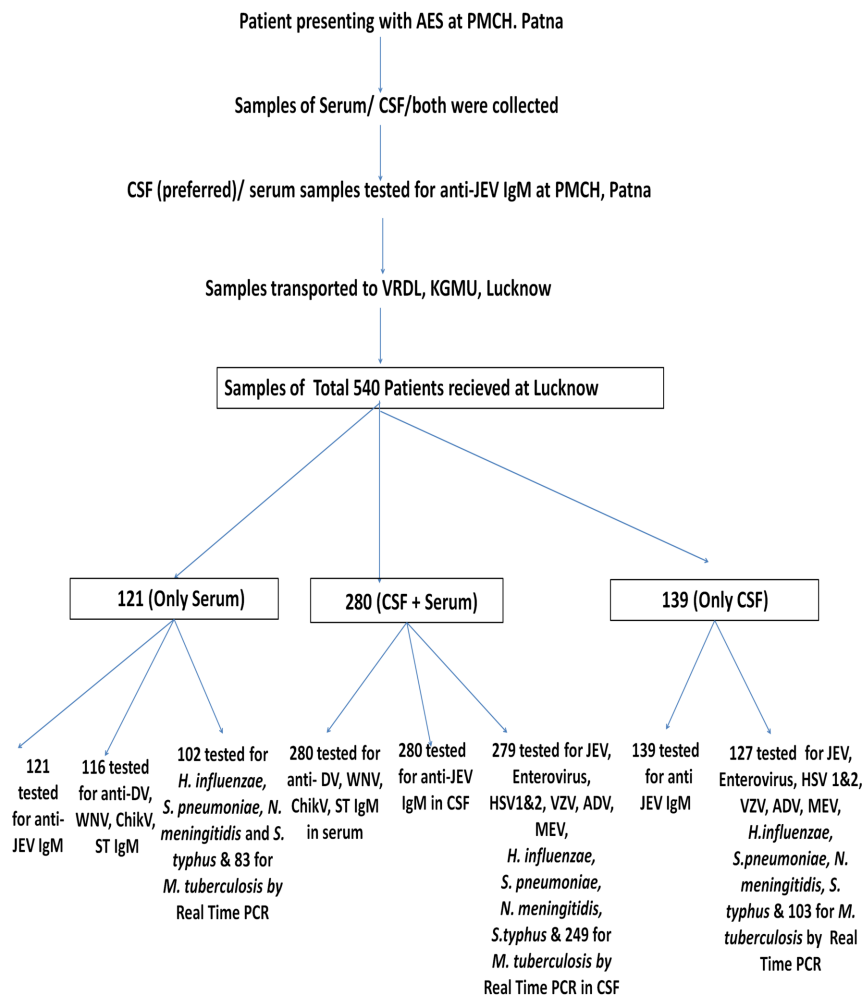 Patient presenting with AES at PMCH. Patna
Samples of Serum/ CSF/both were collected
CSF (preferred)/ serum samples tested for anti-JEV IgM at PMCH, Patna
Samples transported to VRDL, KGMU, Lucknow
Samples of Total 540 Patients recieved at Lucknow
121 (Only Serum)
280 (CSF + Serum)
139 (Only CSF)
121
tested
for anti-
JEV IgM
116 tested
for anti-DV,
WNV, ChikV,
ST IgM
102 tested for
H. influenzae,
S. pneumoniae, N.
meningitidis and S.
typhus & 83 for
M. tuberculosis by
Real Time PCR
280 tested for
anti- DV, WNV,
ChikV, ST IgM
in serum
280 tested
for anti-JEV
IgM in CSF
279 tested for JEV,
Enterovirus,
HSV1&2, VZV, ADV,
MEV,
H. influenzae,
S. pneumoniae,
N. meningitidis,
S.typhus & 249 for
M. tuberculosis by
Real Time PCR in CSF
139 tested
for anti
JEV IgM
127 tested for JEV,
Enterovirus, HSV 1&2,
VZV, ADV, MEV,
H.influenzae,
S.pneumoniae, N.
meningitidis, S.
typhus & 103 for M.
tuberculosis by Real
Time PCR